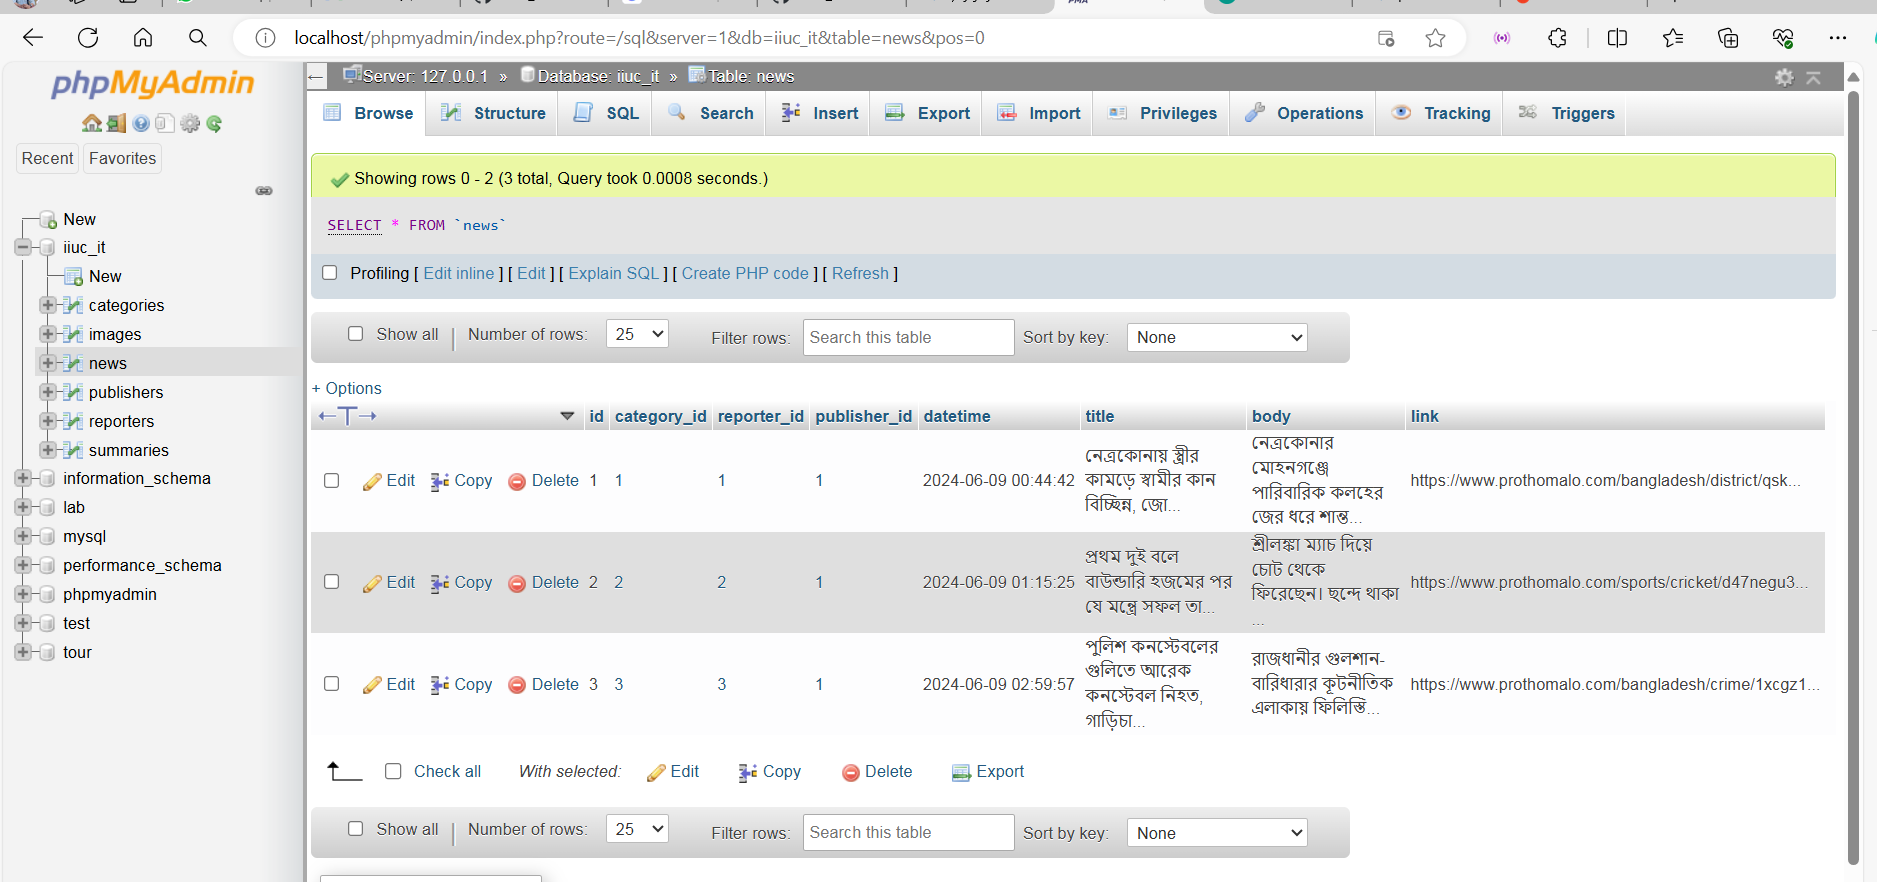 localhost/phpmyadmin/index.php?route=/sql&server=1&db=iiuc_it&table=news&pos=0
phpMyAdmin
Recent Favorites
New
iiuc_it
New
categories
images
news
publishers
reporters
summaries
information_schema
lab
mysql
performance_schema
phpmyadmin
test
tour
Server: 127.0.0.1 » Database: iiuc_it » Table: news
Browse Structure SQL Search Insert Export Import Privileges Operations Tracking Triggers
Showing rows 0 - 2 (3 total, Query took 0.0008 seconds.)
SELECT * FROM `news`
Profiling [ Edit inline ] [ Edit ] [ Explain SQL ] [ Create PHP code ] [ Refresh ]
Show all | Number of rows: 25 Filter rows: Search this table Sort by key: None
+ Options
←T→ id category_id reporter_id publisher_id datetime title body link
Edit Copy Delete 1 1 1 1 2024-06-09 00:44:42
নেত্রকোনায় স্ত্রীর
কামড়ে স্বামীর কান
বিচ্ছিন্ন, জো...
নেত্রকোনার
মোহনগঞ্জে
পারিবারিক কলহের
জের ধরে শান্ত...
https://www.prothomalo.com/bangladesh/district/qsk...
Edit Copy Delete 2 2 2 1 2024-06-09 01:15:25
প্রথম দুই বলে
বাউন্ডারি হজমের পর
যে মন্ত্রে সফল তা...
শ্রীলঙ্কা ম্যাচ দিয়ে
চোট থেকে
ফিরেছেন। ছন্দে থাকা
...
https://www.prothomalo.com/sports/cricket/d47negu3...
Edit Copy Delete 3 3 3 1 2024-06-09 02:59:57
পুলিশ কনস্টেবলের
গুলিতে আরেক
কনস্টেবল নিহত,
গাড়িচা...
রাজধানীর গুলশান-
বারিধারার কূটনীতিক
এলাকায় ফিলিস্তি...
https://www.prothomalo.com/bangladesh/crime/1xcgz1...
Check all With selected: Edit Copy Delete Export
Show all | Number of rows: 25 Filter rows: Search this table Sort by key: None